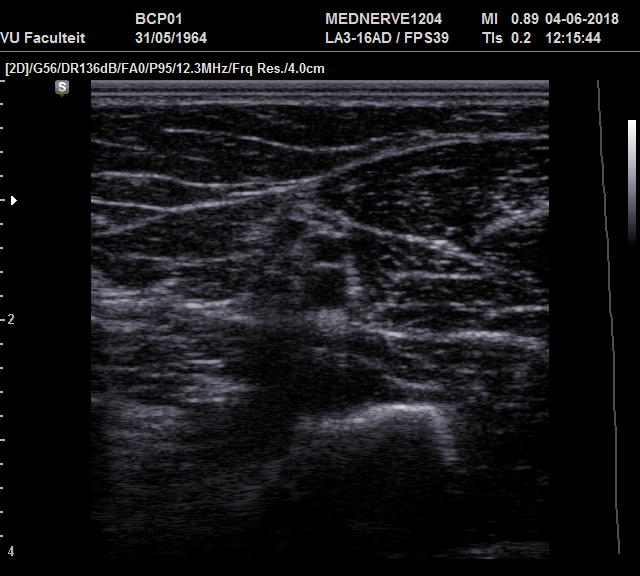 BCP01 MEDNERVE1204 MI 0.89 04-06-2018
VU Faculteit 31/05/1964 LA3-16AD / FPS39 TIs 0.2 12:15:44
[2D]/G56/DR136dB/FA0/P95/12.3MHz/Frq Res./4.0cm
S
2
4